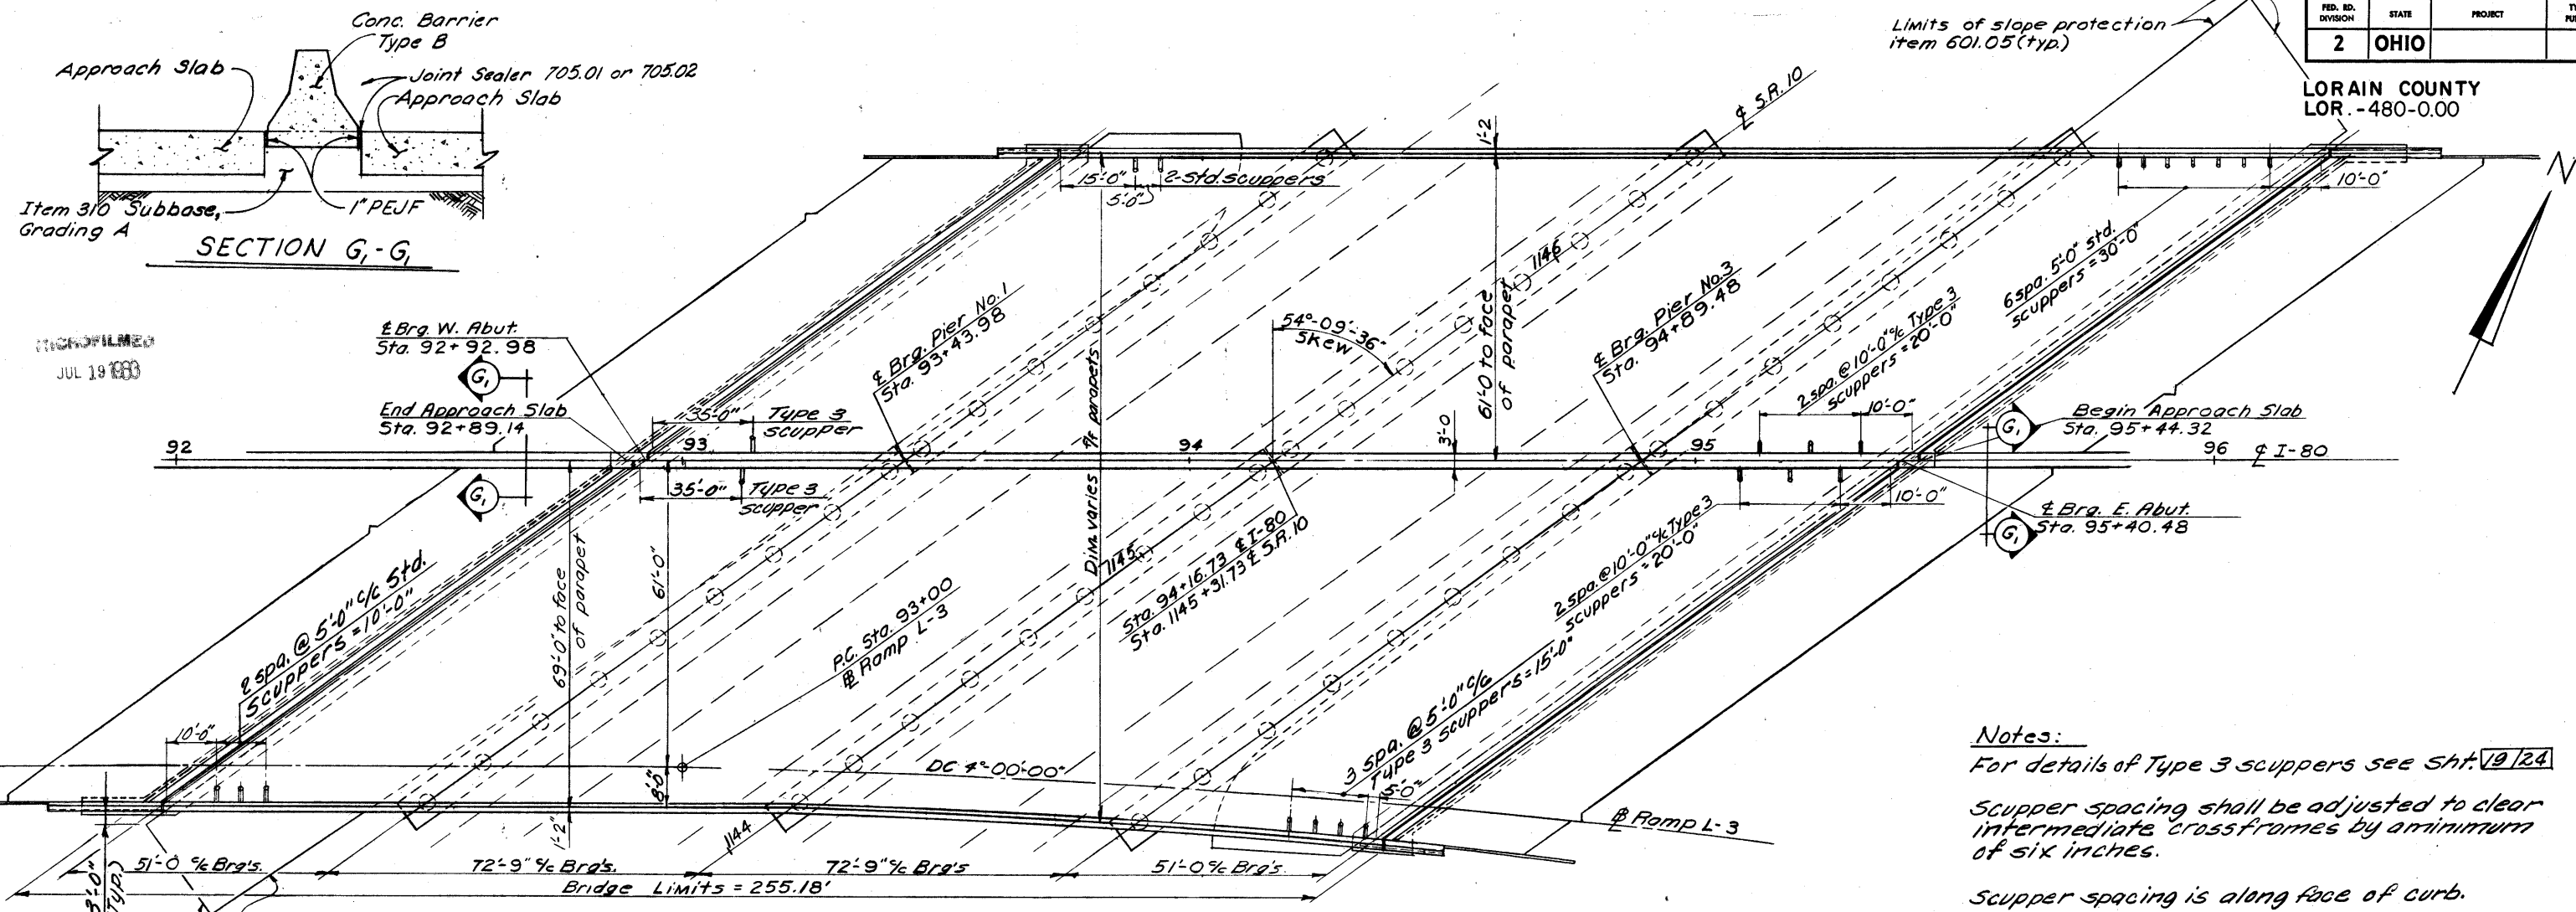 Conc. Barrier
Type B
Approach Slab
Joint Sealer 705.01 or 705.02
Approach Slab
Item 310 Subbase,
Grading A
1" PEJF
SECTION G₁-G₁
MICROFILMED
JUL 19 1983
Limits of slope protection
item 601.05 (typ.)
FED. RD.
DIVISION
STATE
PROJECT
2
OHIO
LORAIN COUNTY
LOR.-480-0.00
℄ S.R. 10
1'-2
15'-0"
2-Std. scuppers
5'-0"
10'-0"
N
1146
6 spa. 5'-0" std.
scuppers = 30'-0"
℄ Brg. W. Abut.
Sta. 92+92.98
G₁
End Approach Slab
Sta. 92+89.14
G₁
℄ Brg. Pier No. 1
Sta. 93+43.98
54°-09'-36"
Skew
61'-0 to face
of parapet
℄ Brg. Pier No. 3
Sta. 94+89.48
2 spa. @ 10'-0" c/c Type 3
scuppers = 20'-0"
10'-0"
Begin Approach Slab
Sta. 95+44.32
G₁
35'-0"
Type 3
scupper
Dim. varies f/f parapets
3'-0
92
93
94
95
96
℄ I-80
35'-0"
Type 3
scupper
10'-0"
℄ Brg. E. Abut.
Sta. 95+40.48
G₁
2 spa. @ 5'-0" c/c Std.
scuppers = 10'-0"
69'-0 to face
of parapet
61'-0"
P.C. Sta. 93+00
Ramp L-3
1145
Sta. 94+16.73 ℄ I-80
Sta. 1145+31.73 ℄ S.R. 10
2 spa. @ 10'-0" c/c Type 3
scuppers = 20'-0"
3 spa. @ 5'-0" c/c
Type 3 scuppers = 15'-0"
5'-0"
10'-0"
8'-0"
DC 4°-00'-00"
Ramp L-3
1'-2"
1144
51'-0 c/c Brg's.
72'-9" c/c Brg's.
72'-9" c/c Brg's
51'-0 c/c Brg's.
Bridge Limits = 255.18'
3'-0"
Typ.)
Notes:
For details of Type 3 scuppers see Sht. 19/24
Scupper spacing shall be adjusted to clear
intermediate crossframes by a minimum
of six inches.
Scupper spacing is along face of curb.